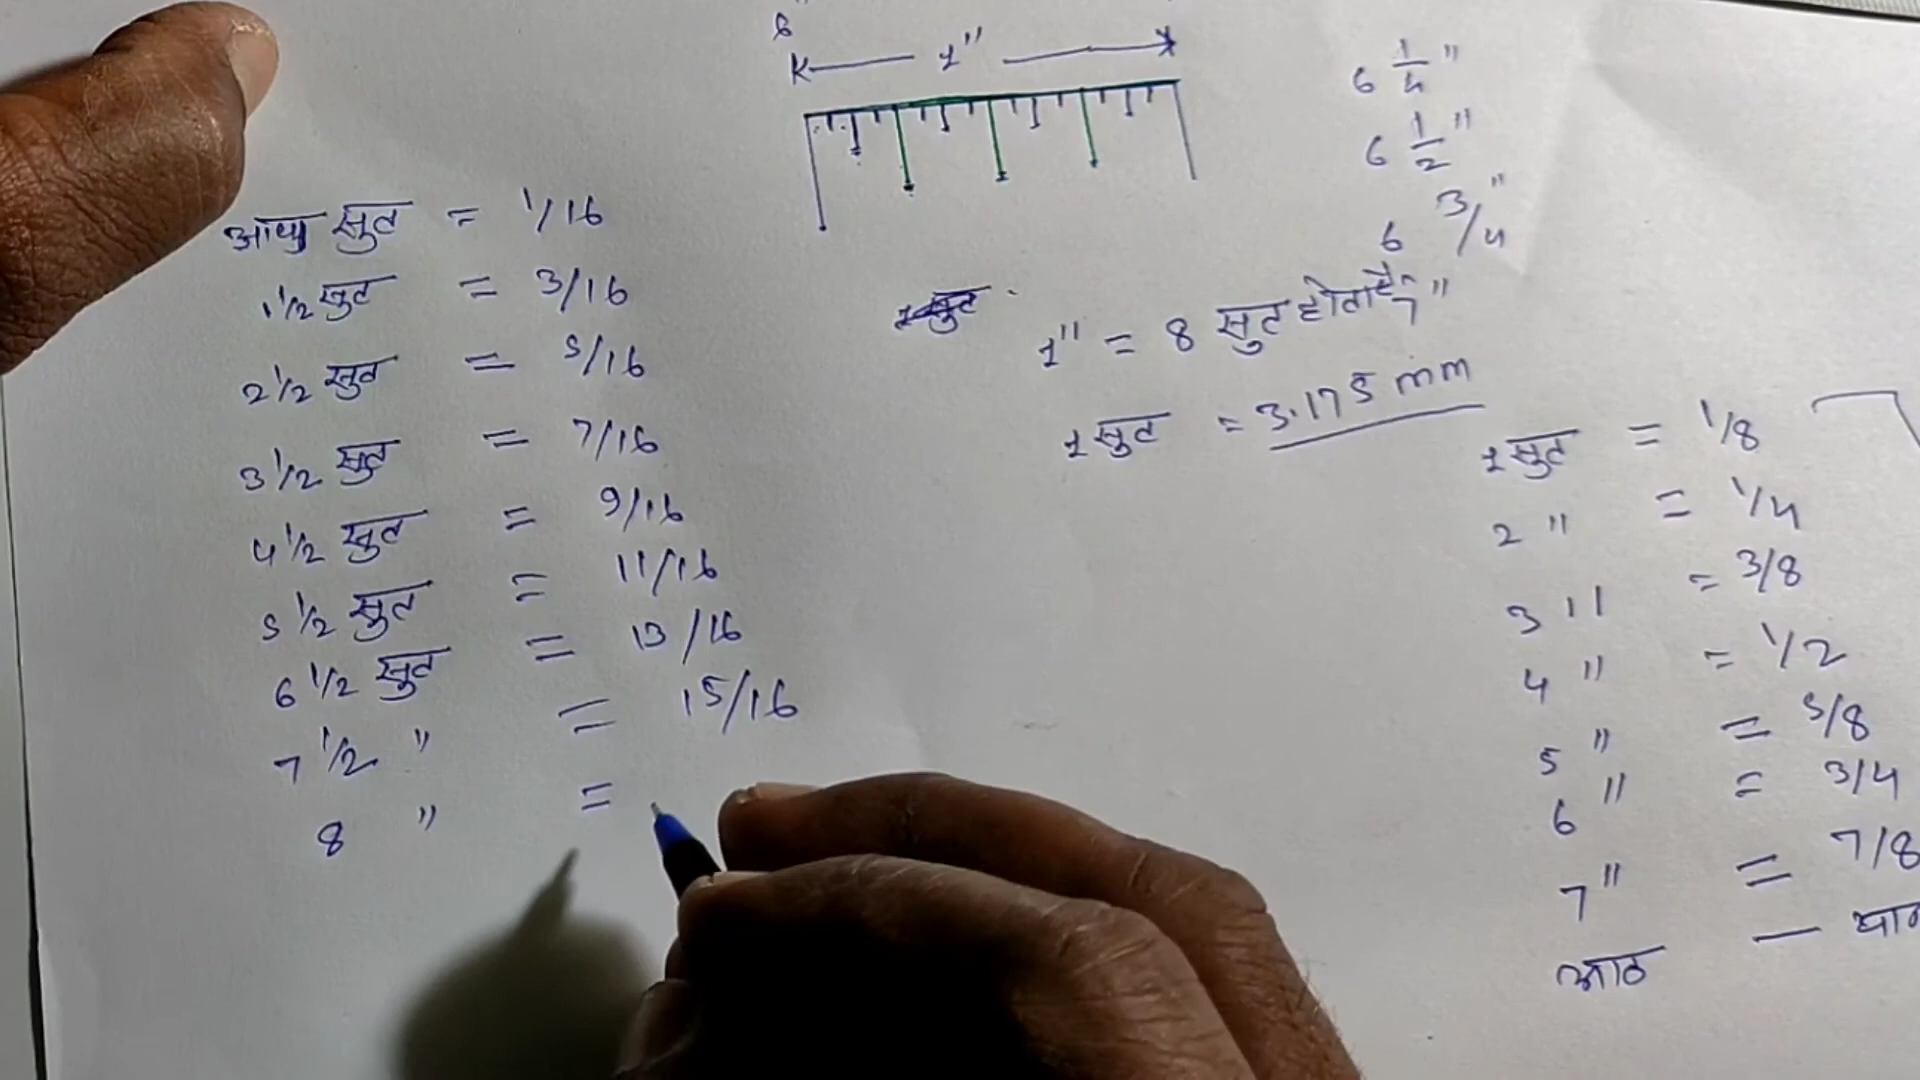 6
1"
6 1/4"
6 1/2"
6 3/4"
7"
आधा सुत = 1/16
1 1/2 सुत = 3/16
2 1/2 सुत = 5/16
3 1/2 सुत = 7/16
4 1/2 सुत = 9/16
5 1/2 सुत = 11/16
6 1/2 सुत = 13/16
7 1/2 " = 15/16
8 " =
1" = 8 सुत होता है
1 सुत = 3.175 mm
1 सुत = 1/8
2 " = 1/4
3 " = 3/8
4 " = 1/2
5 " = 5/8
6 " = 3/4
7 " = 7/8
आठ —